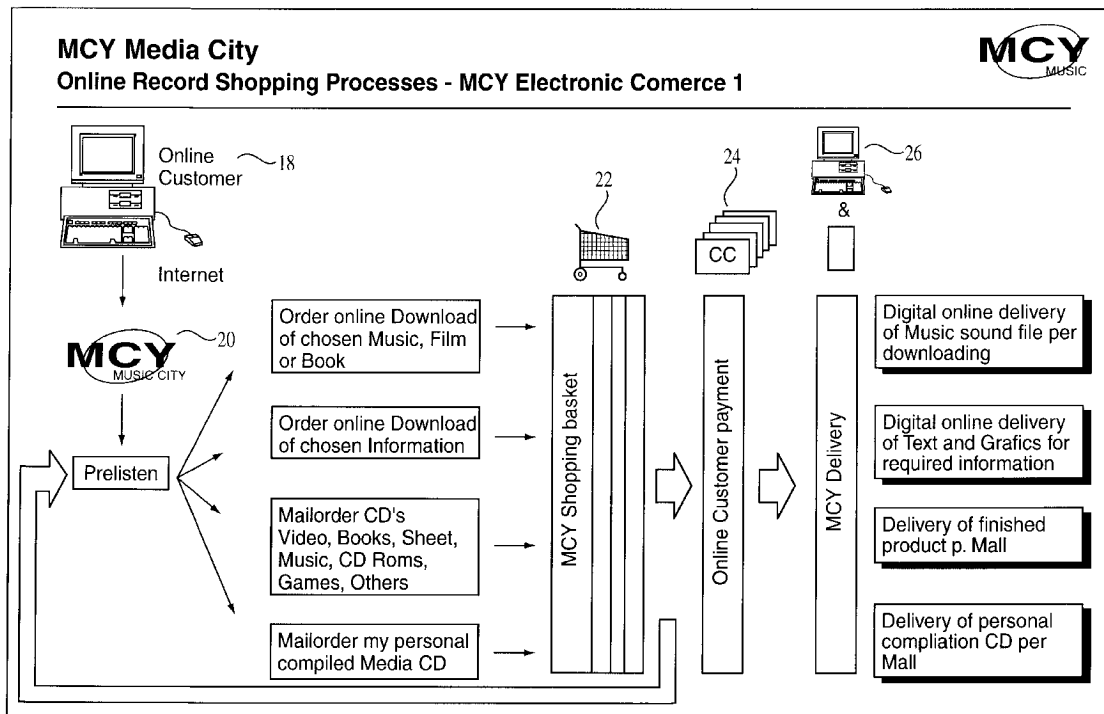 MCY Media City
Online Record Shopping Processes - MCY Electronic Comerce 1
MCY
MUSIC
Online
Customer
18
Internet
MCY
MUSIC CITY
20
Prelisten
Order online Download
of chosen Music, Film
or Book
Order online Download
of chosen Information
Mailorder CD's
Video, Books, Sheet,
Music, CD Roms,
Games, Others
Mailorder my personal
compiled Media CD
22
MCY Shopping basket
24
CC
Online Customer payment
26
&
MCY Delivery
Digital online delivery
of Music sound file per
downloading
Digital online delivery
of Text and Grafics for
required information
Delivery of finished
product p. Mall
Delivery of personal
compliation CD per
Mall